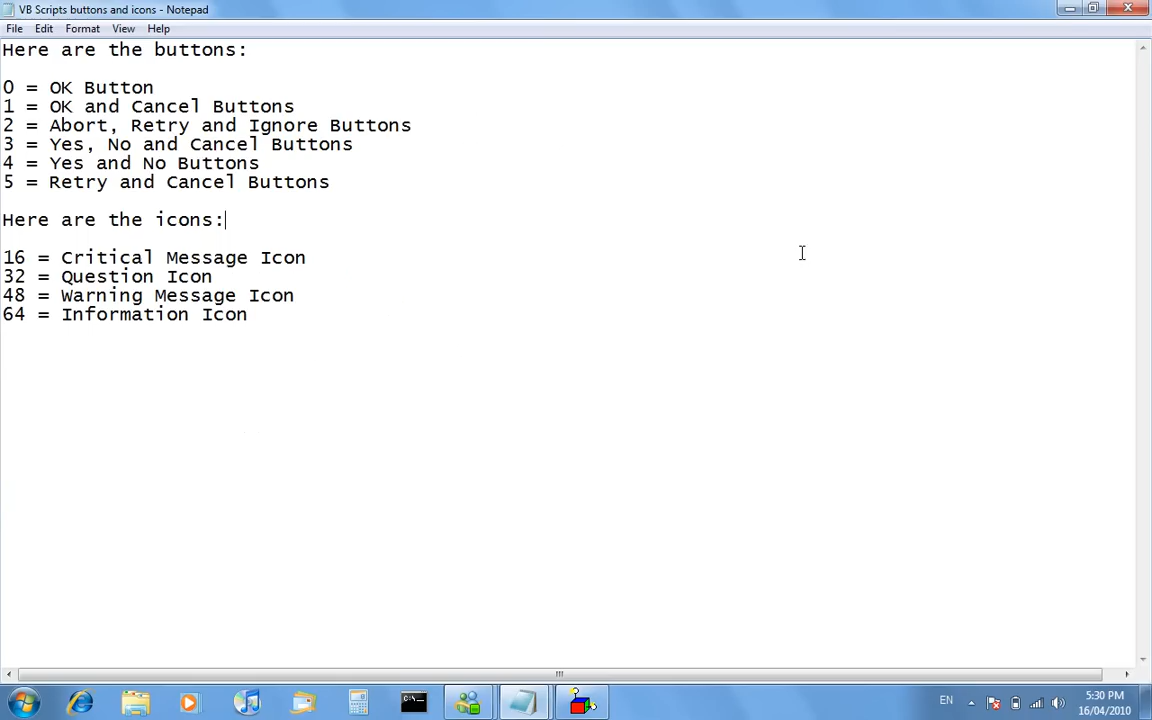 VB Scripts buttons and icons - Notepad
File Edit Format View Help
Here are the buttons:
0 = OK Button
1 = OK and Cancel Buttons
2 = Abort, Retry and Ignore Buttons
3 = Yes, No and Cancel Buttons
4 = Yes and No Buttons
5 = Retry and Cancel Buttons
Here are the icons:
16 = Critical Message Icon
32 = Question Icon
48 = Warning Message Icon
64 = Information Icon
EN
5:30 PM
16/04/2010